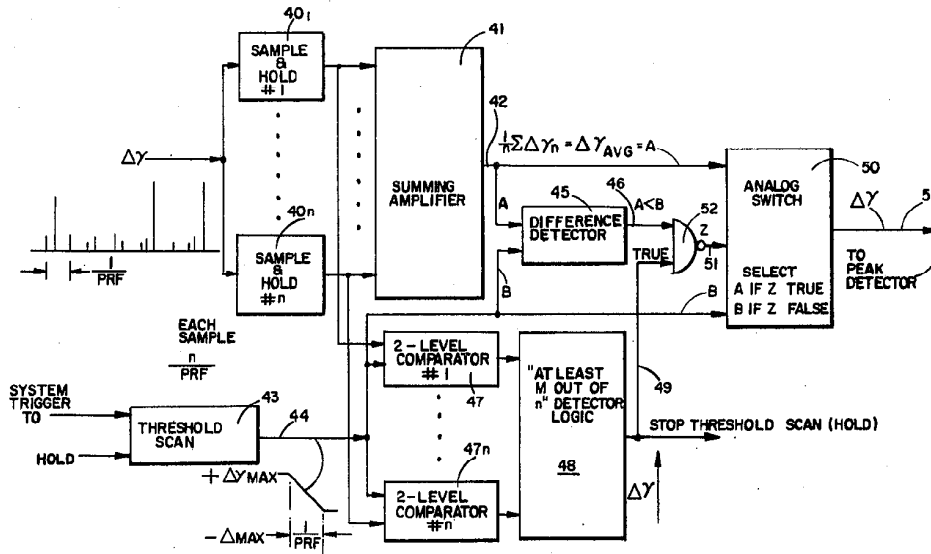 40₁
SAMPLE
&
HOLD
#1
41
42
Δγ
SUMMING
AMPLIFIER
1/n ΣΔγn = ΔγAVG = A
50
ANALOG
SWITCH
SELECT
A IF Z TRUE
B IF Z FALSE
Δγ
5
TO
PEAK
DETECTOR
A
45
DIFFERENCE
DETECTOR
46
A<B
52
Z
TRUE
51
B
B
40n
SAMPLE
&
HOLD
#n
1
PRF
EACH
SAMPLE
n
PRF
SYSTEM
TRIGGER
TO
HOLD
43
THRESHOLD
SCAN
44
+ΔγMAX
-ΔMAX
1
PRF
2-LEVEL
COMPARATOR
#1
47
47n
2-LEVEL
COMPARATOR
#n
"AT LEAST
M OUT OF
n" DETECTOR
LOGIC
48
49
STOP THRESHOLD SCAN (HOLD)
Δγ